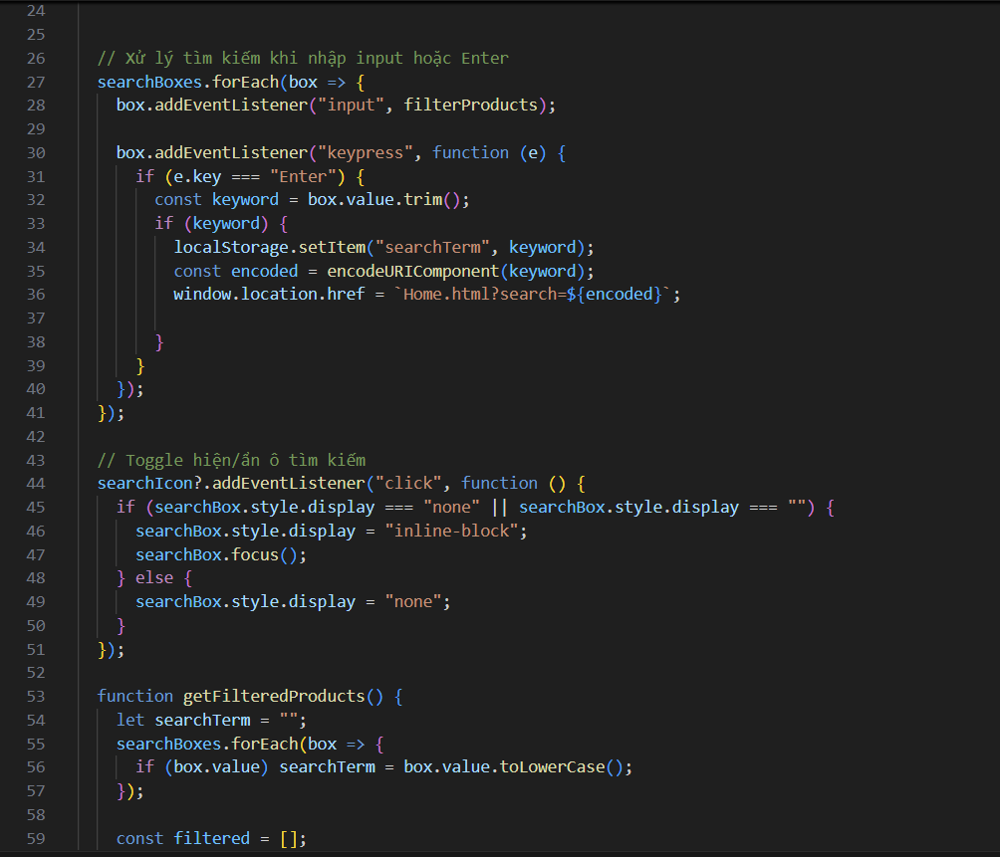 24
25
26 // Xử lý tìm kiếm khi nhập input hoặc Enter
27 searchBoxes.forEach(box => {
28 box.addEventListener("input", filterProducts);
29
30 box.addEventListener("keypress", function (e) {
31 if (e.key === "Enter") {
32 const keyword = box.value.trim();
33 if (keyword) {
34 localStorage.setItem("searchTerm", keyword);
35 const encoded = encodeURIComponent(keyword);
36 window.location.href = `Home.html?search=${encoded}`;
37
38 }
39 }
40 });
41 });
42
43 // Toggle hiện/ẩn ô tìm kiếm
44 searchIcon?.addEventListener("click", function () {
45 if (searchBox.style.display === "none" || searchBox.style.display === "") {
46 searchBox.style.display = "inline-block";
47 searchBox.focus();
48 } else {
49 searchBox.style.display = "none";
50 }
51 });
52
53 function getFilteredProducts() {
54 let searchTerm = "";
55 searchBoxes.forEach(box => {
56 if (box.value) searchTerm = box.value.toLowerCase();
57 });
58
59 const filtered = [];